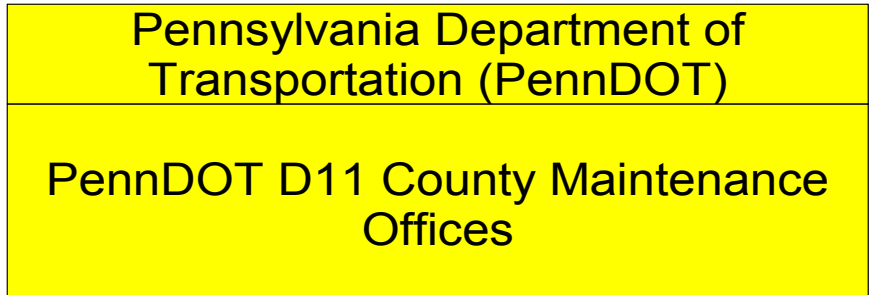 Pennsylvania Department of
Transportation (PennDOT)
PennDOT D11 County Maintenance
Offices